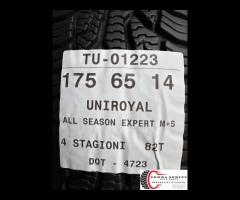 TU-01223
175 65 14
UNIROYAL
ALL SEASON EXPERT M+S
4 STAGIONI 82T
DOT - 4723